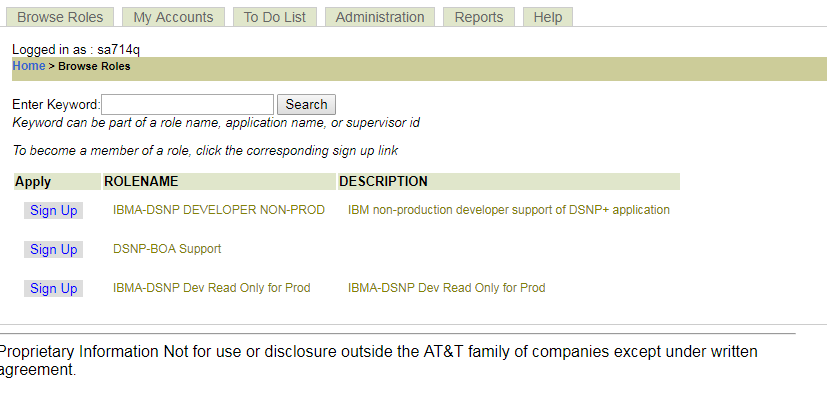 Browse Roles My Accounts To Do List Administration Reports Help
Logged in as : sa714q
Home > Browse Roles
Enter Keyword: Search
Keyword can be part of a role name, application name, or supervisor id
To become a member of a role, click the corresponding sign up link
Apply ROLENAME DESCRIPTION
Sign Up IBMA-DSNP DEVELOPER NON-PROD IBM non-production developer support of DSNP+ application
Sign Up DSNP-BOA Support
Sign Up IBMA-DSNP Dev Read Only for Prod IBMA-DSNP Dev Read Only for Prod
Proprietary Information Not for use or disclosure outside the AT&T family of companies except under written
agreement.